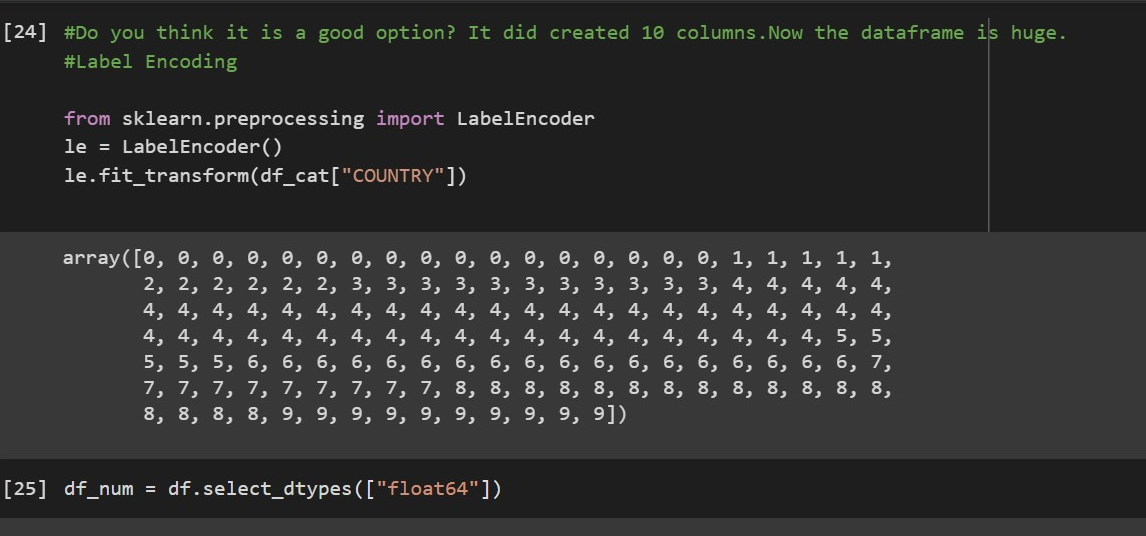 [24] #Do you think it is a good option? It did created 10 columns.Now the dataframe is huge.
#Label Encoding
from sklearn.preprocessing import LabelEncoder
le = LabelEncoder()
le.fit_transform(df_cat["COUNTRY"])
array([0, 0, 0, 0, 0, 0, 0, 0, 0, 0, 0, 0, 0, 0, 0, 0, 0, 1, 1, 1, 1, 1,
2, 2, 2, 2, 2, 2, 3, 3, 3, 3, 3, 3, 3, 3, 3, 3, 3, 4, 4, 4, 4, 4,
4, 4, 4, 4, 4, 4, 4, 4, 4, 4, 4, 4, 4, 4, 4, 4, 4, 4, 4, 4, 4, 4,
4, 4, 4, 4, 4, 4, 4, 4, 4, 4, 4, 4, 4, 4, 4, 4, 4, 4, 4, 4, 5, 5,
5, 5, 5, 6, 6, 6, 6, 6, 6, 6, 6, 6, 6, 6, 6, 6, 6, 6, 6, 6, 6, 7,
7, 7, 7, 7, 7, 7, 7, 7, 7, 8, 8, 8, 8, 8, 8, 8, 8, 8, 8, 8, 8, 8,
8, 8, 8, 8, 9, 9, 9, 9, 9, 9, 9, 9, 9, 9])
[25] df_num = df.select_dtypes(["float64"])